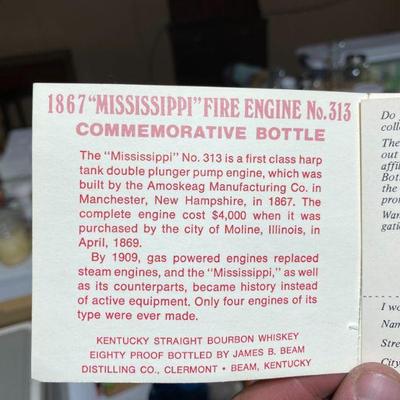 1867 "MISSISSIPPI" FIRE ENGINE No. 313
COMMEMORATIVE BOTTLE
The "Mississippi" No. 313 is a first class harp
tank double plunger pump engine, which was
built by the Amoskeag Manufacturing Co. in
Manchester, New Hampshire, in 1867. The
complete engine cost $4,000 when it was
purchased by the city of Moline, Illinois, in
April, 1869.
By 1909, gas powered engines replaced
steam engines, and the "Mississippi," as well
as its counterparts, became history instead
of active equipment. Only four engines of its
type were ever made.
KENTUCKY STRAIGHT BOURBON WHISKEY
EIGHTY PROOF BOTTLED BY JAMES B. BEAM
DISTILLING CO., CLERMONT • BEAM, KENTUCKY
Do
The
out
I wo
Nam
Stre
City